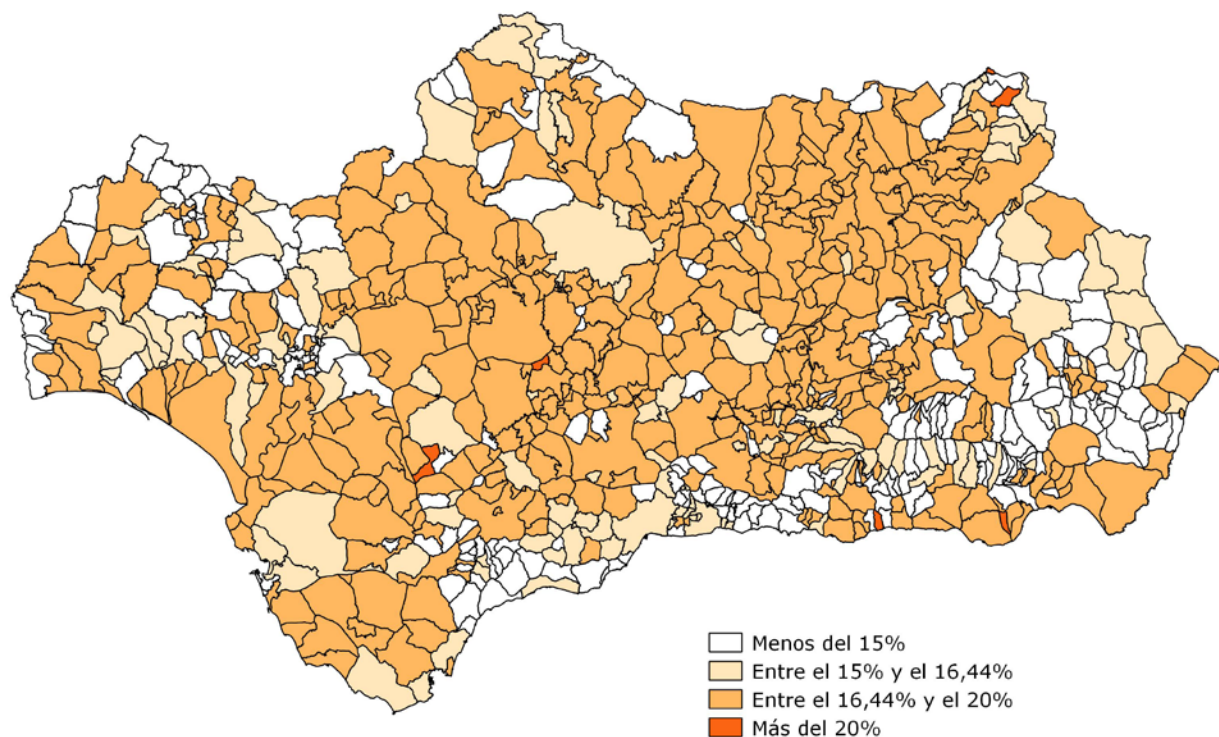 Menos del 15%
Entre el 15% y el 16,44%
Entre el 16,44% y el 20%
Más del 20%